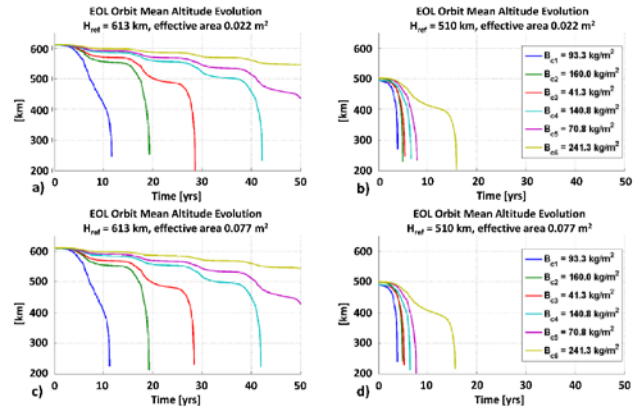 EOL Orbit Mean Altitude Evolution
H_ref = 613 km, effective area 0.022 m²
[km]
600
500
400
300
200
0 10 20 30 40 50
Time [yrs]
a)
EOL Orbit Mean Altitude Evolution
H_ref = 510 km, effective area 0.022 m²
600
500
400
300
200
0 10 20 30 40 50
Time [yrs]
b)
B_c1 = 93.3 kg/m²
B_c2 = 160.0 kg/m²
B_c3 = 41.3 kg/m²
B_c4 = 140.8 kg/m²
B_c5 = 70.8 kg/m²
B_c6 = 241.3 kg/m²
EOL Orbit Mean Altitude Evolution
H_ref = 613 km, effective area 0.077 m²
[km]
600
500
400
300
200
0 10 20 30 40 50
Time [yrs]
c)
EOL Orbit Mean Altitude Evolution
H_ref = 510 km, effective area 0.077 m²
600
500
400
300
200
0 10 20 30 40 50
Time [yrs]
d)
B_c1 = 93.3 kg/m²
B_c2 = 160.0 kg/m²
B_c3 = 41.3 kg/m²
B_c4 = 140.8 kg/m²
B_c5 = 70.8 kg/m²
B_c6 = 241.3 kg/m²